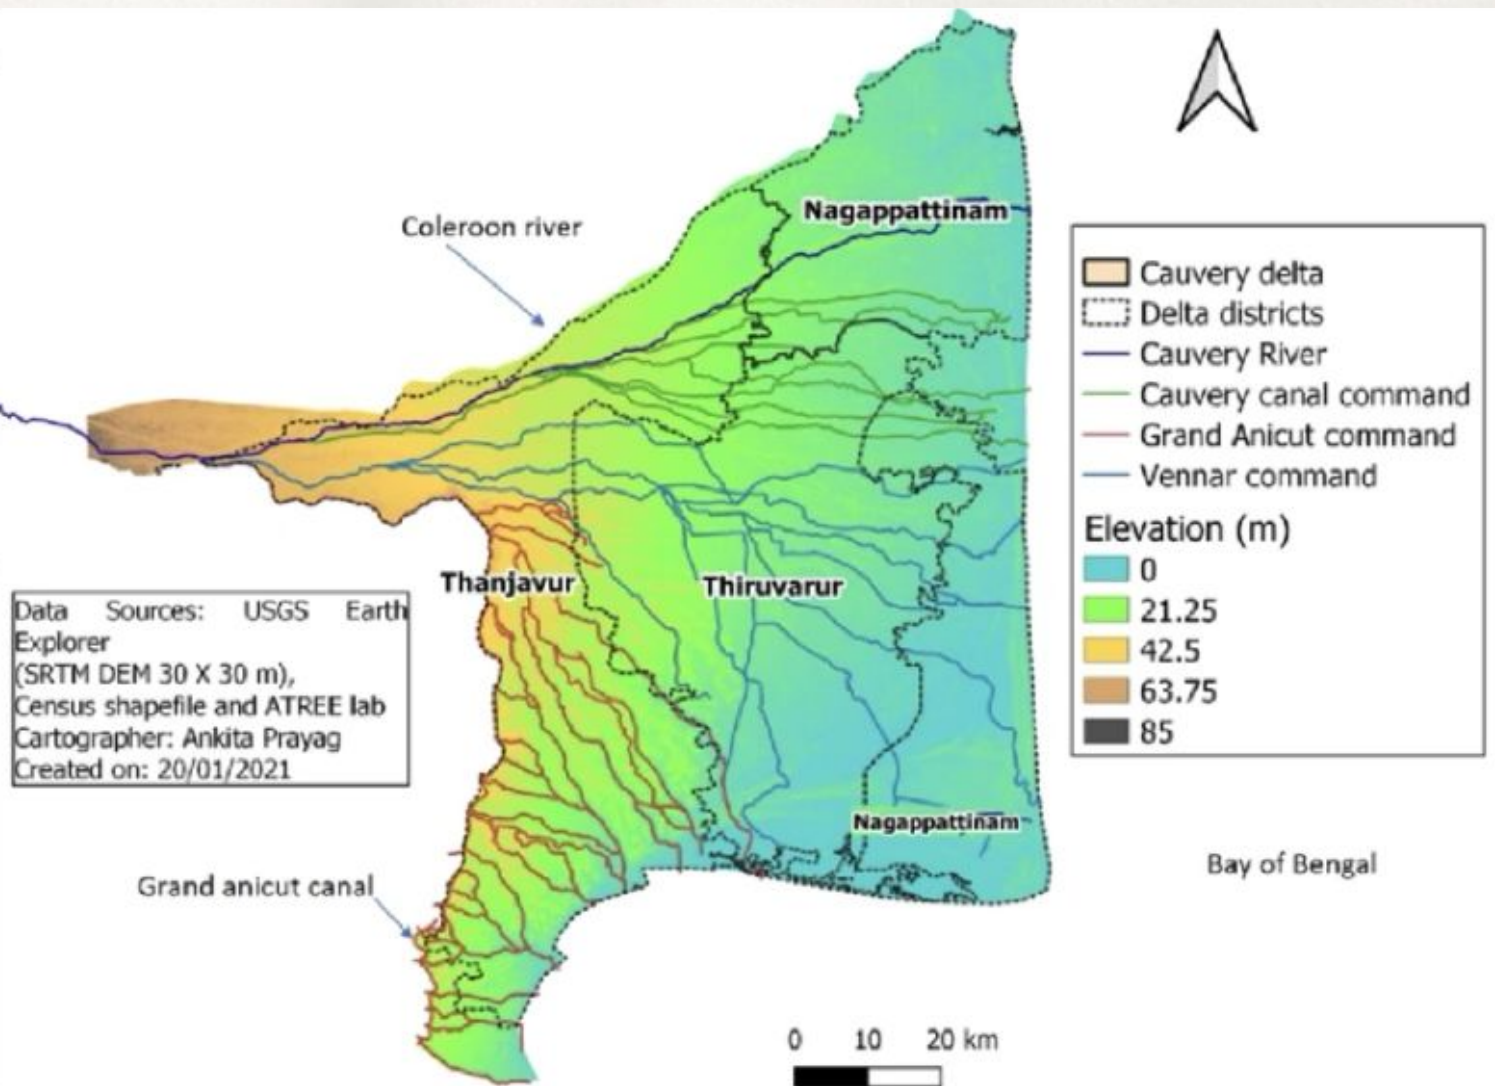 Nagappattinam
Coleroon river
Cauvery delta
Delta districts
Cauvery River
Cauvery canal command
Grand Anicut command
Vennar command
Elevation (m)
0
21.25
42.5
63.75
85
Thanjavur
Thiruvarur
Data Sources: USGS Earth
Explorer
(SRTM DEM 30 X 30 m),
Census shapefile and ATREE lab
Cartographer: Ankita Prayag
Created on: 20/01/2021
Nagappattinam
Bay of Bengal
Grand anicut canal
0 10 20 km